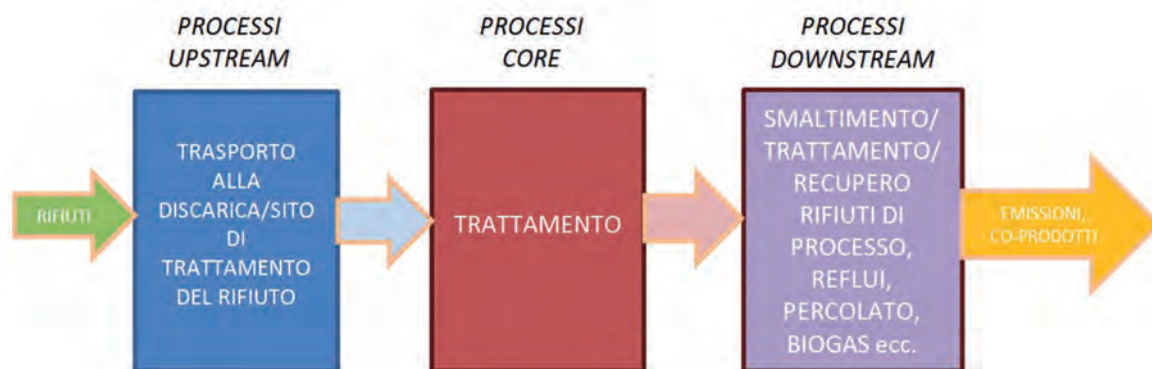 PROCESSI
UPSTREAM
PROCESSI
CORE
PROCESSI
DOWNSTREAM
RIFIUTI
TRASPORTO
ALLA
DISCARICA/SITO
DI
TRATTAMENTO
DEL RIFIUTO
TRATTAMENTO
SMALTIMENTO/
TRATTAMENTO/
RECUPERO
RIFIUTI DI
PROCESSO,
REFLUI,
PERCOLATO,
BIOGAS ecc.
EMISSIONI,
CO-PRODOTTI